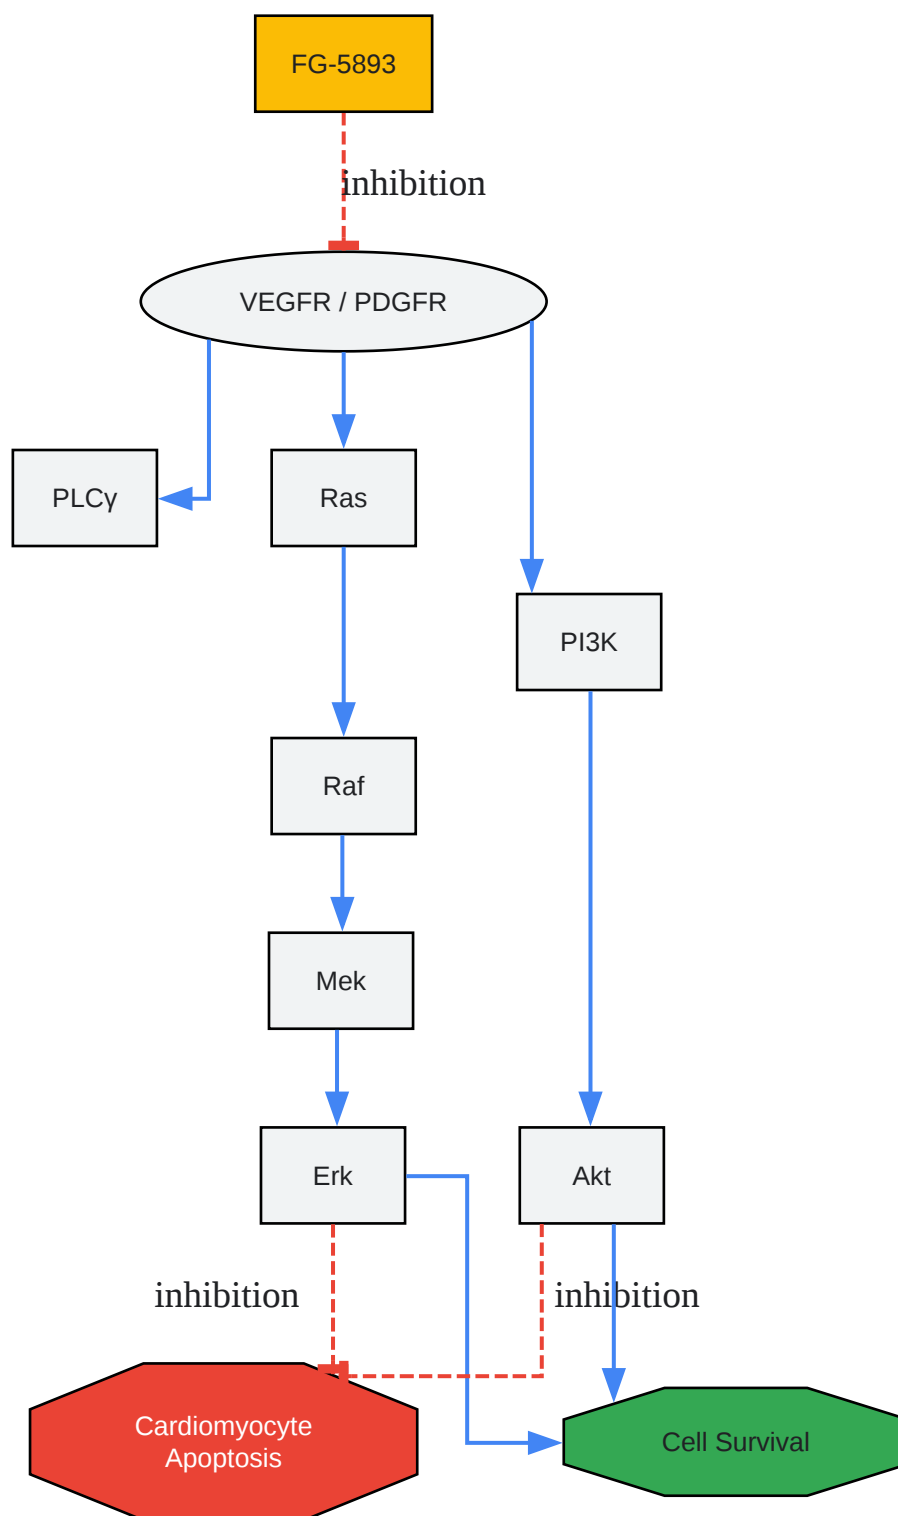 FG-5893
inhibition
VEGFR / PDGFR
PLCγ
Ras
PI3K
Raf
Mek
Erk
Akt
inhibition
inhibition
Cardiomyocyte
Apoptosis
Cell Survival